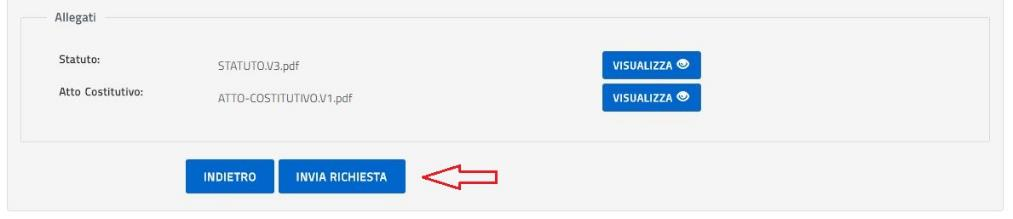 Allegati
Statuto: STATUTO.V3.pdf VISUALIZZA
Atto Costitutivo: ATTO-COSTITUTIVO.V1.pdf VISUALIZZA
INDIETRO INVIA RICHIESTA